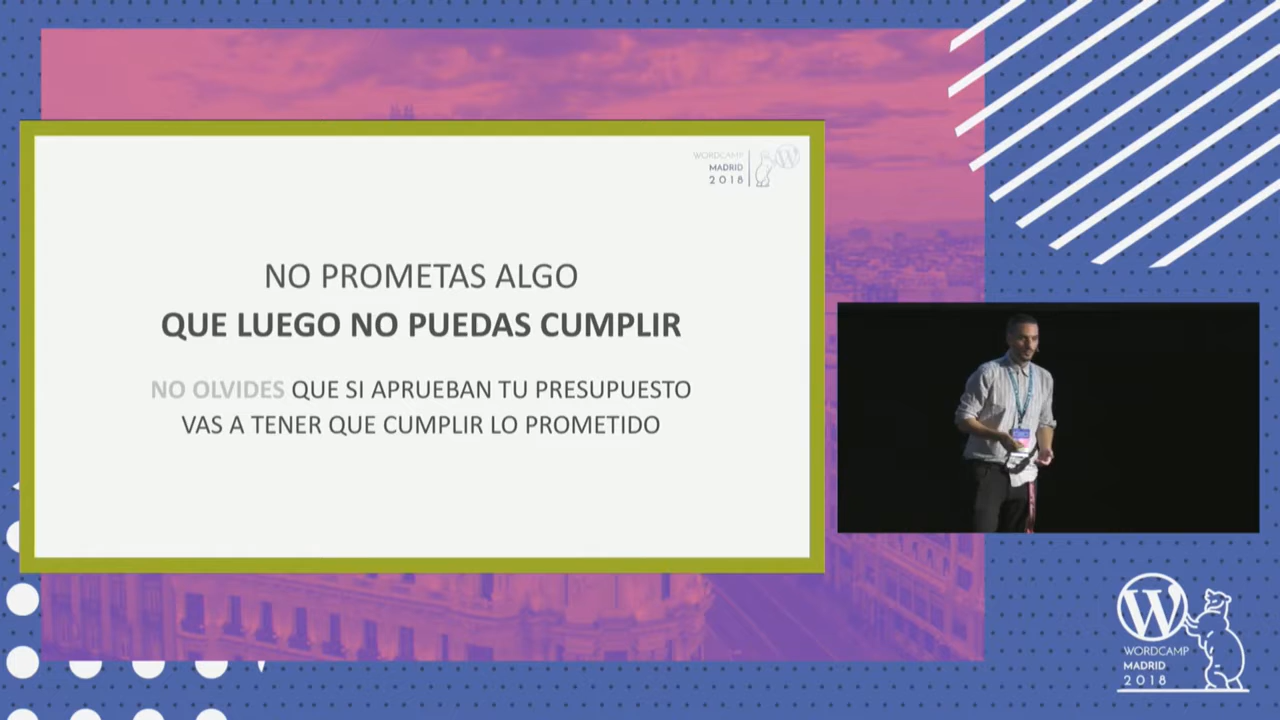 WORDCAMP
MADRID
2018
NO PROMETAS ALGO
QUE LUEGO NO PUEDAS CUMPLIR
NO OLVIDES QUE SI APRUEBAN TU PRESUPUESTO
VAS A TENER QUE CUMPLIR LO PROMETIDO
WORDCAMP
MADRID
2018